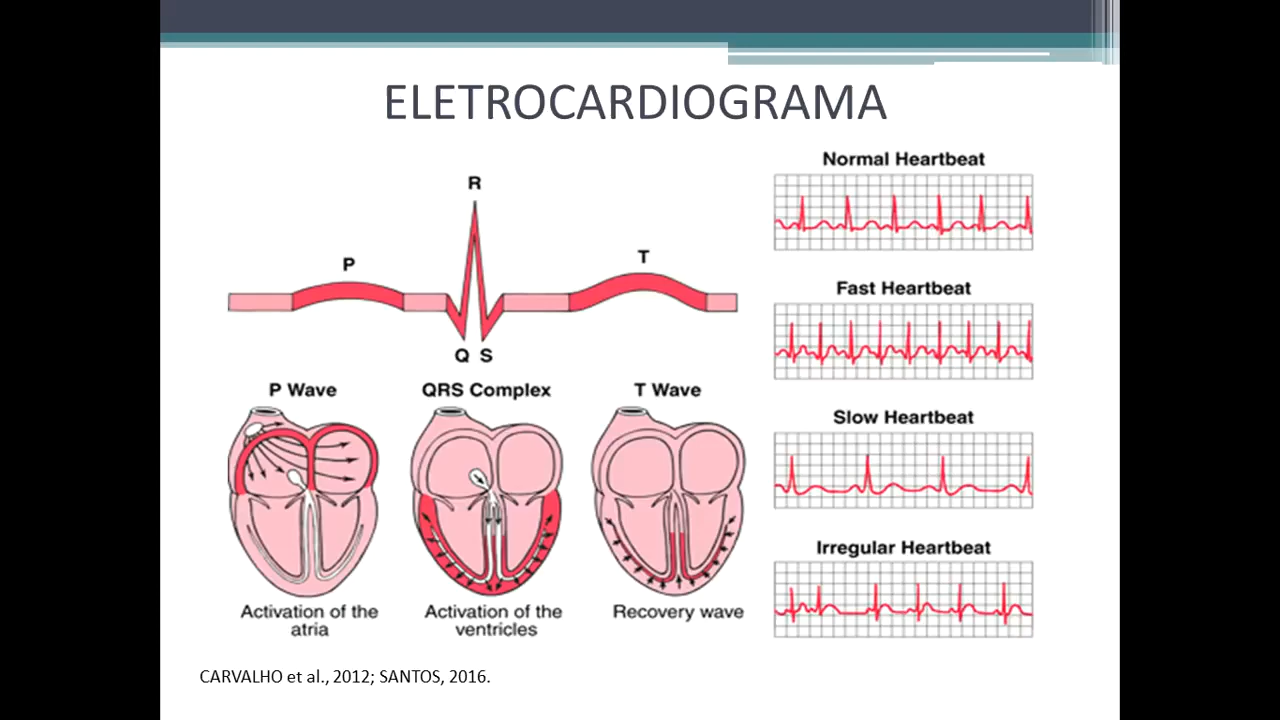 ELETROCARDIOGRAMA
R
P
T
Q S
P Wave
QRS Complex
T Wave
Activation of the
atria
Activation of the
ventricles
Recovery wave
Normal Heartbeat
Fast Heartbeat
Slow Heartbeat
Irregular Heartbeat
CARVALHO et al., 2012; SANTOS, 2016.